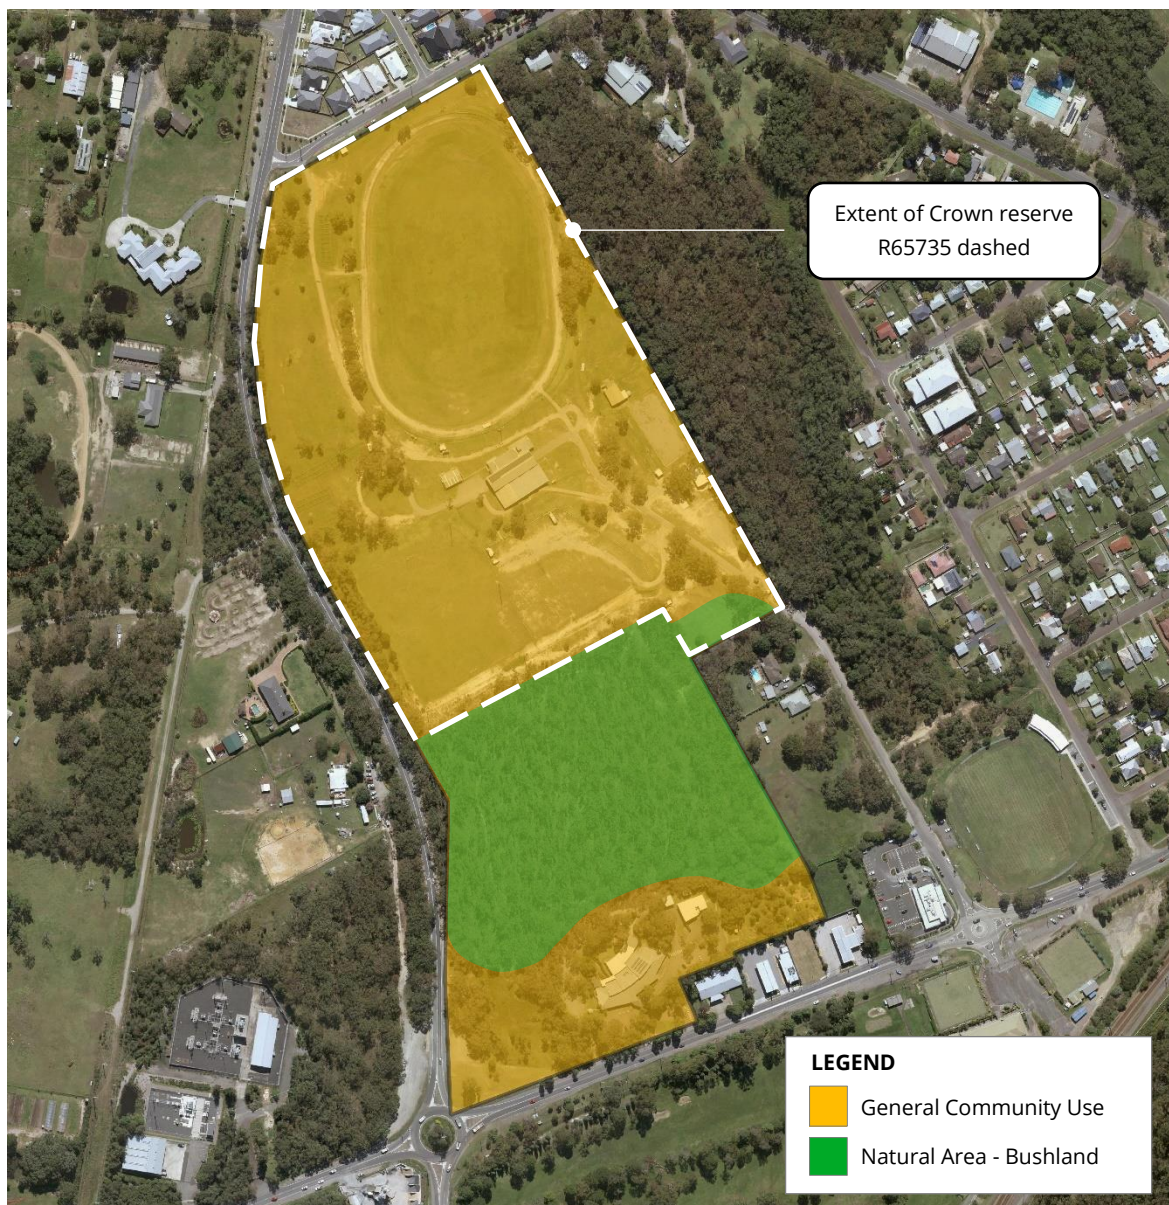 Extent of Crown reserve
R65735 dashed
LEGEND
General Community Use
Natural Area - Bushland